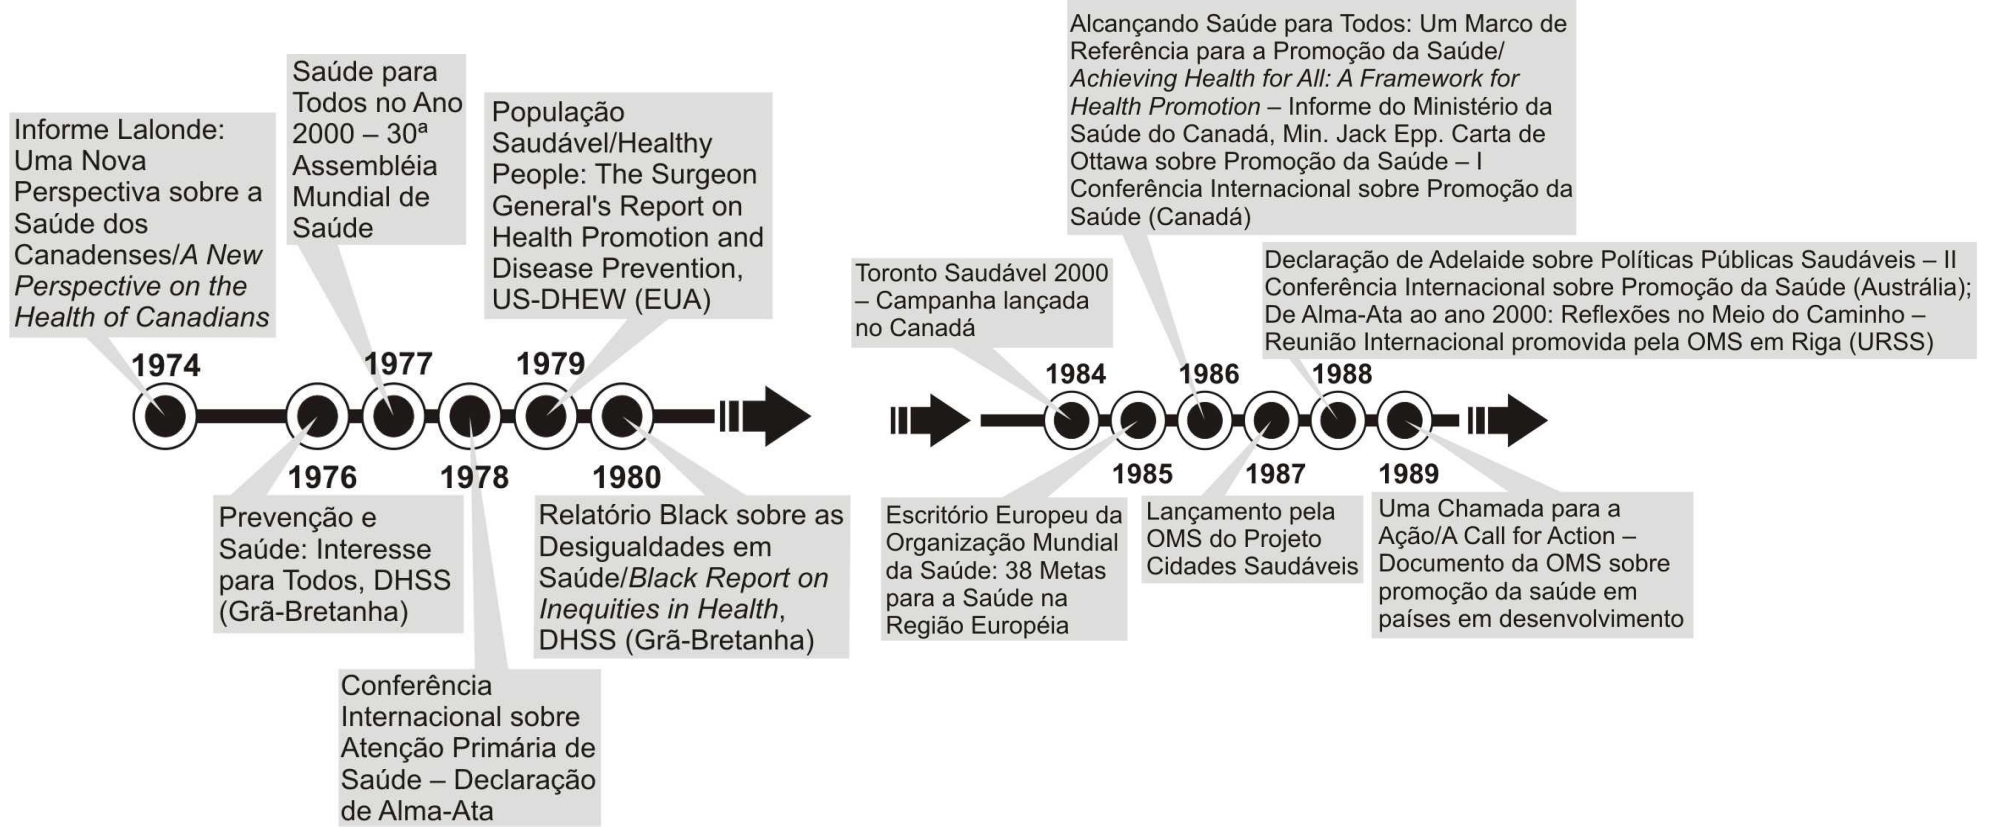 Informe Lalonde:
Uma Nova
Perspectiva sobre a
Saúde dos
Canadenses/A New
Perspective on the
Health of Canadians
1974
Prevenção e
Saúde: Interesse
para Todos, DHSS
(Grã-Bretanha)
1976
Saúde para
Todos no Ano
2000 – 30ª
Assembléia
Mundial de
Saúde
1977
1978
Conferência
Internacional sobre
Atenção Primária de
Saúde – Declaração
de Alma-Ata
População
Saudável/Healthy
People: The Surgeon
General's Report on
Health Promotion and
Disease Prevention,
US-DHEW (EUA)
1979
1980
Relatório Black sobre as
Desigualdades em
Saúde/Black Report on
Inequities in Health,
DHSS (Grã-Bretanha)
Toronto Saudável 2000
– Campanha lançada
no Canadá
1984
1985
Escritório Europeu da
Organização Mundial
da Saúde: 38 Metas
para a Saúde na
Região Européia
Alcançando Saúde para Todos: Um Marco de
Referência para a Promoção da Saúde/
Achieving Health for All: A Framework for
Health Promotion – Informe do Ministério da
Saúde do Canadá, Min. Jack Epp. Carta de
Ottawa sobre Promoção da Saúde – I
Conferência Internacional sobre Promoção da
Saúde (Canadá)
1986
1987
Lançamento pela
OMS do Projeto
Cidades Saudáveis
Declaração de Adelaide sobre Políticas Públicas Saudáveis – II
Conferência Internacional sobre Promoção da Saúde (Austrália);
De Alma-Ata ao ano 2000: Reflexões no Meio do Caminho –
Reunião Internacional promovida pela OMS em Riga (URSS)
1988
1989
Uma Chamada para a
Ação/A Call for Action –
Documento da OMS sobre
promoção da saúde em
países em desenvolvimento